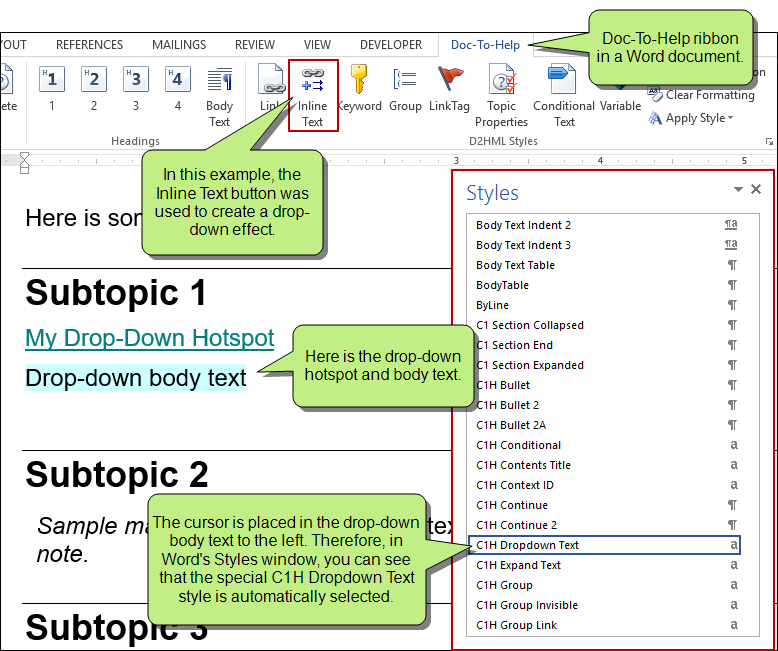 Doc-To-Help ribbon
in a Word document.
REFERENCES MAILINGS REVIEW VIEW DEVELOPER Doc-To-Help
H1 H2 H3 H4
1 2 3 4 Body
Text
Inline
Text
Keyword Group LinkTag Topic
Properties
Conditional
Text
Variable
Clear Formatting
Apply Style
Headings
D2HML Styles
3 4 5
In this example, the
Inline Text button was
used to create a drop-
down effect.
Here is
Subtopic 1
My Drop-Down Hotspot
Drop-down body text
Here is the drop-down
hotspot and body text.
Subtopic 2
Sample
note.
The cursor is placed in the drop-down
body text to the left. Therefore, in
Word's Styles window, you can see
that the special C1H Dropdown Text
style is automatically selected.
Subtopic 3
Styles
Body Text Indent 2 ¶a
Body Text Indent 3 ¶a
Body Text Table ¶
BodyTable ¶
ByLine ¶
C1 Section Collapsed ¶
C1 Section End ¶
C1 Section Expanded ¶
C1H Bullet ¶
C1H Bullet 2 ¶
C1H Bullet 2A ¶
C1H Conditional a
C1H Contents Title a
C1H Context ID a
C1H Continue ¶
C1H Continue 2 ¶
C1H Dropdown Text a
C1H Expand Text a
C1H Group a
C1H Group Invisible a
C1H Group Link a